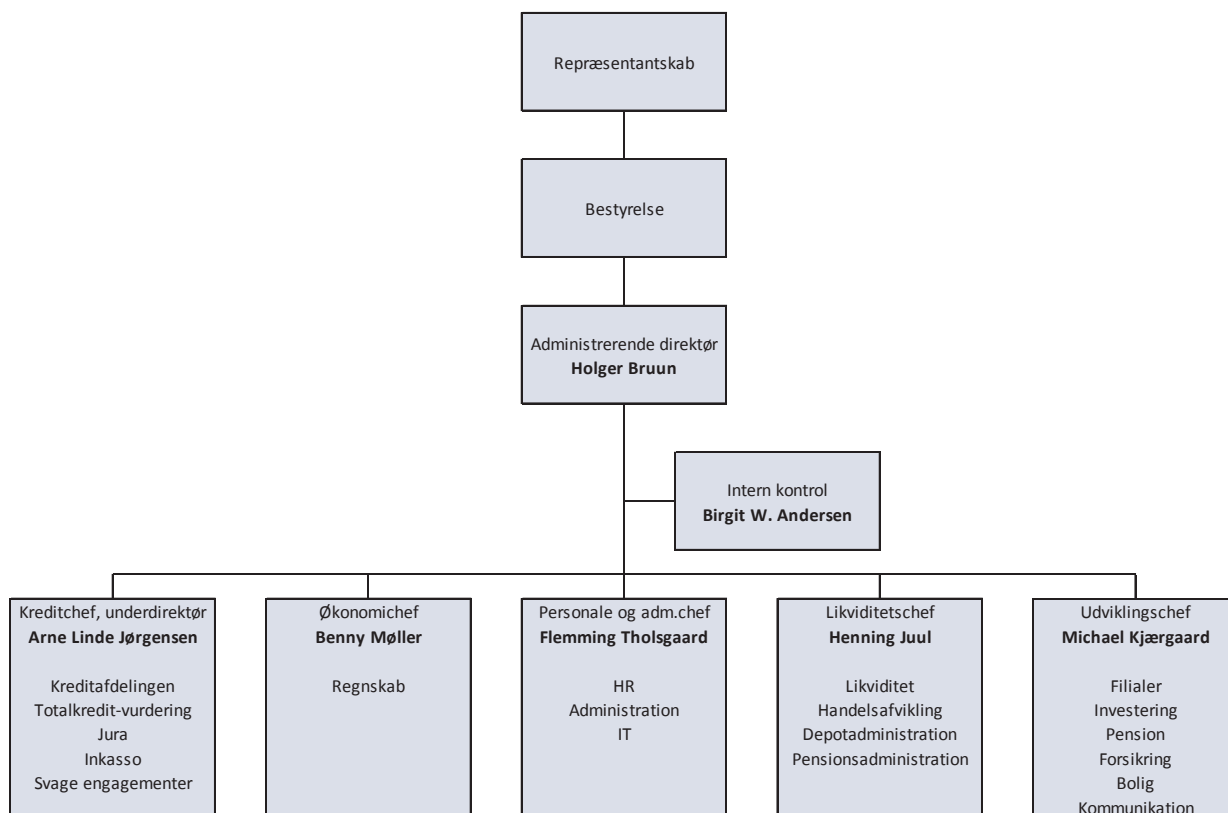 Repræsentantskab
Bestyrelse
Administrerende direktør
Holger Bruun
Intern kontrol
Birgit W. Andersen
Kreditchef, underdirektør
Arne Linde Jørgensen
Kreditafdelingen
Totalkredit-vurdering
Jura
Inkasso
Svage engagementer
Økonomichef
Benny Møller
Regnskab
Personale og adm.chef
Flemming Tholsgaard
HR
Administration
IT
Likviditetschef
Henning Juul
Likviditet
Handelsafvikling
Depotadministration
Pensionsadministration
Udviklingschef
Michael Kjærgaard
Filialer
Investering
Pension
Forsikring
Bolig
Kommunikation